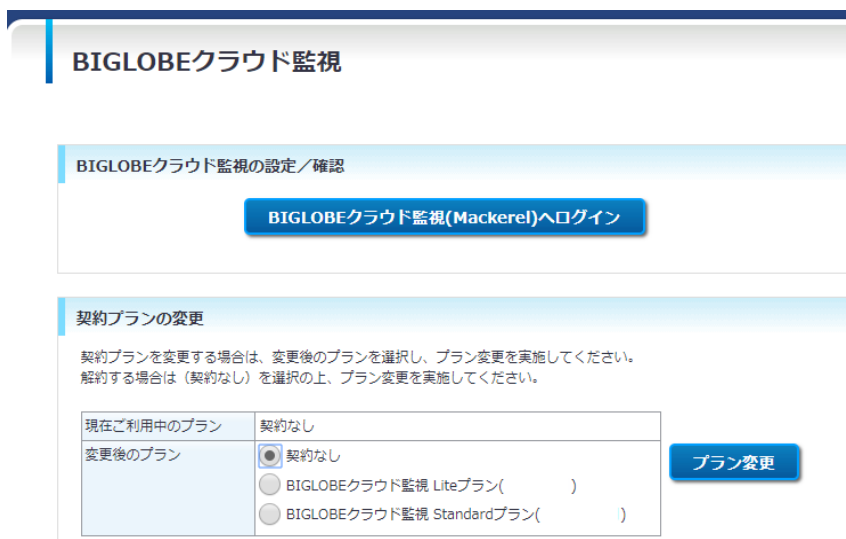 BIGLOBEクラウド監視
BIGLOBEクラウド監視の設定／確認
BIGLOBEクラウド監視(Mackerel)へログイン
契約プランの変更
契約プランを変更する場合は、変更後のプランを選択し、プラン変更を実施してください。
解約する場合は（契約なし）を選択の上、プラン変更を実施してください。
現在ご利用中のプラン 契約なし
変更後のプラン 契約なし
BIGLOBEクラウド監視 Liteプラン( )
BIGLOBEクラウド監視 Standardプラン( )
プラン変更